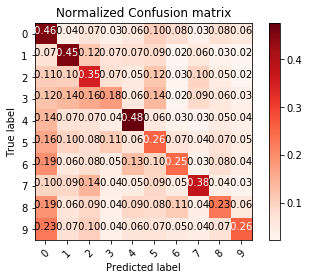 Normalized Confusion matrix
0 0.46 0.04 0.07 0.03 0.06 0.10 0.08 0.03 0.08 0.06
1 0.07 0.45 0.12 0.07 0.07 0.09 0.02 0.06 0.03 0.02
2 0.11 0.10 0.35 0.07 0.05 0.12 0.03 0.10 0.05 0.02
3 0.12 0.14 0.16 0.18 0.06 0.14 0.02 0.09 0.06 0.03
4 0.14 0.07 0.07 0.04 0.48 0.06 0.03 0.03 0.05 0.04
5 0.16 0.10 0.08 0.11 0.06 0.26 0.07 0.04 0.07 0.05
6 0.19 0.06 0.08 0.05 0.13 0.10 0.25 0.03 0.08 0.04
7 0.10 0.09 0.14 0.04 0.05 0.09 0.05 0.38 0.04 0.03
8 0.19 0.06 0.09 0.04 0.09 0.08 0.11 0.04 0.23 0.06
9 0.23 0.07 0.10 0.04 0.06 0.07 0.05 0.04 0.07 0.26
0 1 2 3 4 5 6 7 8 9
True label
Predicted label
0.4
0.3
0.2
0.1